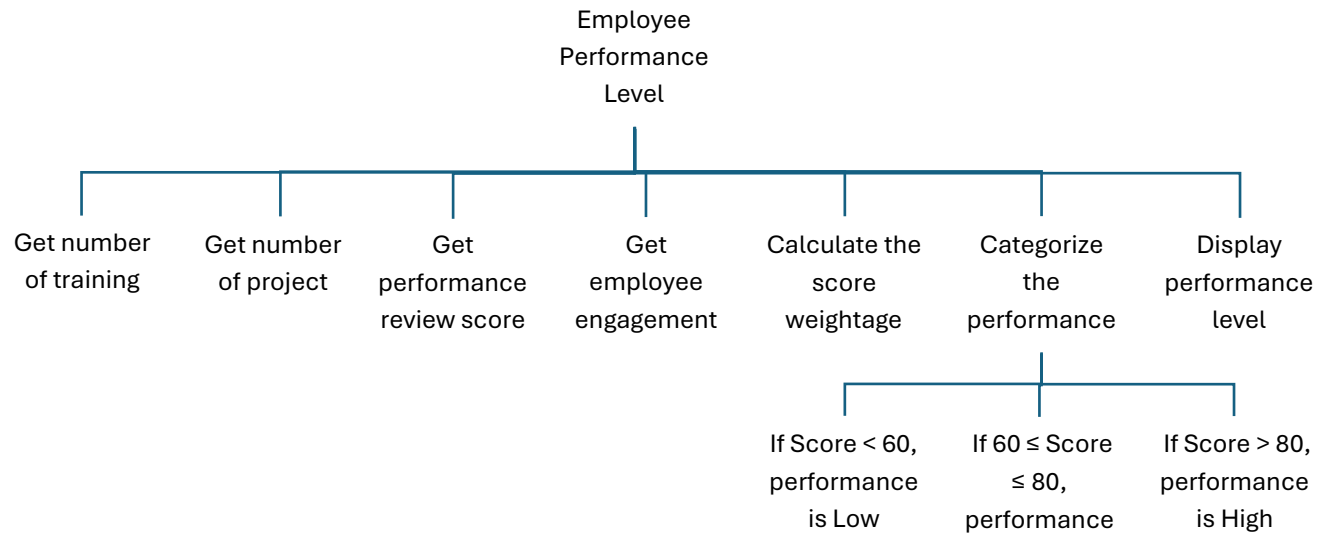 Employee
Performance
Level
Get number
of training
Get number
of project
Get
performance
review score
Get
employee
engagement
Calculate the
score
weightage
Categorize
the
performance
Display
performance
level
If Score < 60,
performance
is Low
If 60 ≤ Score
≤ 80,
performance
If Score > 80,
performance
is High